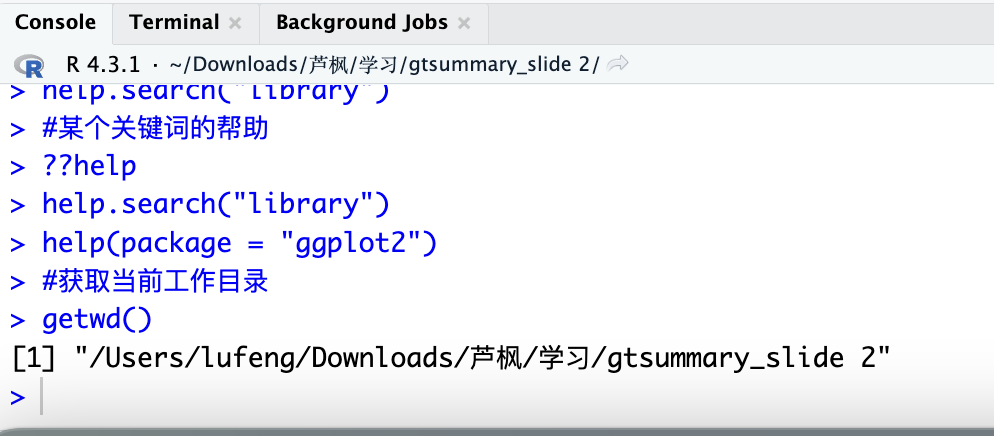 Console Terminal Background Jobs
R 4.3.1 · ~/Downloads/芦枫/学习/gtsummary_slide 2/
> help.search("library")
> #某个关键词的帮助
> ??help
> help.search("library")
> help(package = "ggplot2")
> #获取当前工作目录
> getwd()
[1] "/Users/lufeng/Downloads/芦枫/学习/gtsummary_slide 2"
>